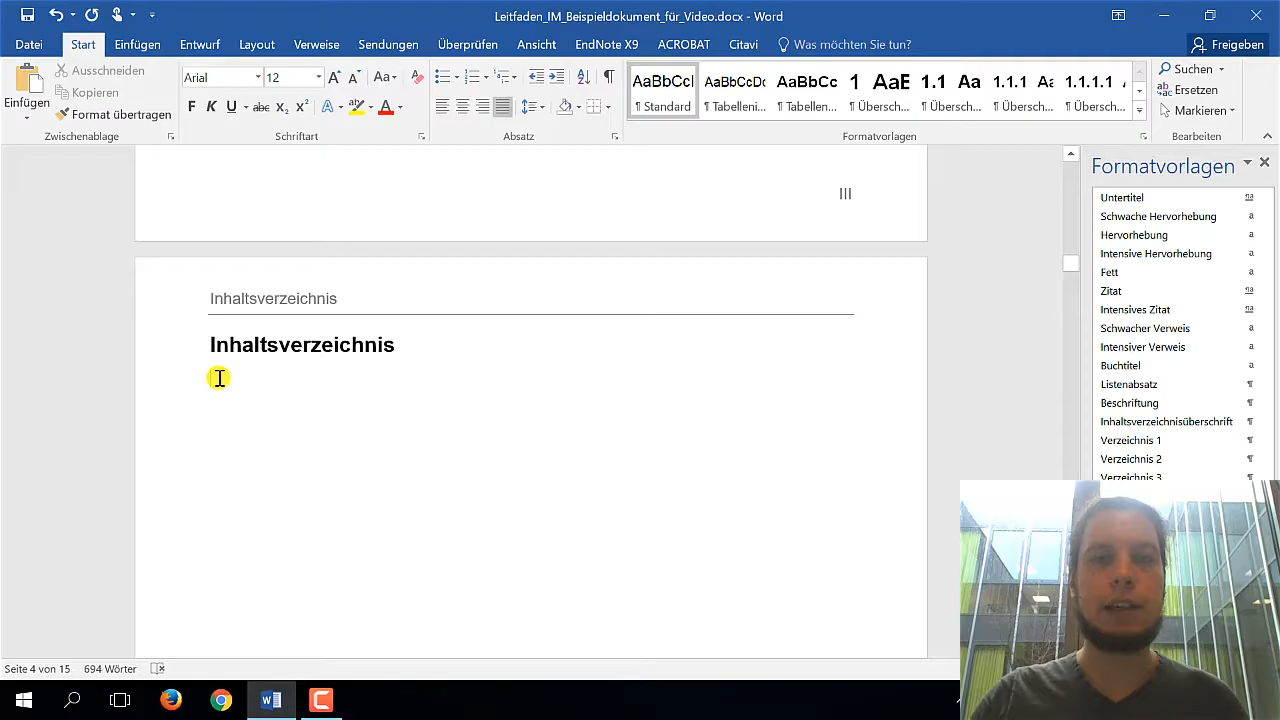 Leitfaden_IM_Beispieldokument_für_Video.docx - Word
Datei Start Einfügen Entwurf Layout Verweise Sendungen Überprüfen Ansicht EndNote X9 ACROBAT Citavi Was möchten Sie tun? Freigeben
Einfügen
Ausschneiden
Kopieren
Format übertragen
Zwischenablage
Arial 12
F K U abc x₂ x²
Schriftart
Absatz
AaBbCcI AaBbCcDc AaBbCc 1 AaE 1.1 Aa 1.1.1 Aa 1.1.1.1
¶ Standard ¶ Tabelleni... ¶ Tabellen... ¶ Übersch... ¶ Übersch... ¶ Übersch... ¶ Übersch...
Formatvorlagen
Suchen
Ersetzen
Markieren
Bearbeiten
III
Inhaltsverzeichnis
Inhaltsverzeichnis
Formatvorlagen
Untertitel
Schwache Hervorhebung
Hervorhebung
Intensive Hervorhebung
Fett
Zitat
Intensives Zitat
Schwacher Verweis
Intensiver Verweis
Buchtitel
Listenabsatz
Beschriftung
Inhaltsverzeichnisüberschrift
Verzeichnis 1
Verzeichnis 2
Verzeichnis 3
Seite 4 von 15 694 Wörter